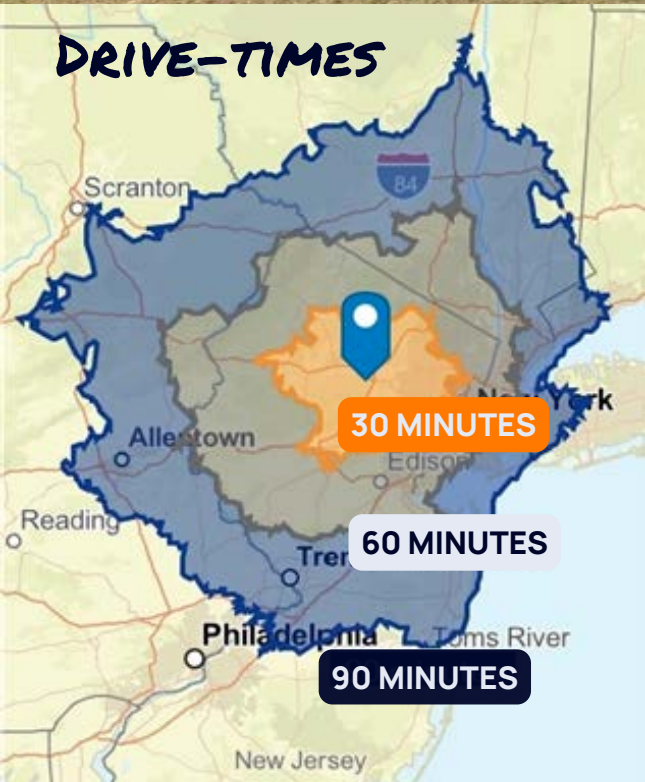 DRIVE-TIMES
84
Scranton
New York
30 MINUTES
Allentown
Edison
Reading
60 MINUTES
Tren
Philadelphia
Toms River
90 MINUTES
New Jersey